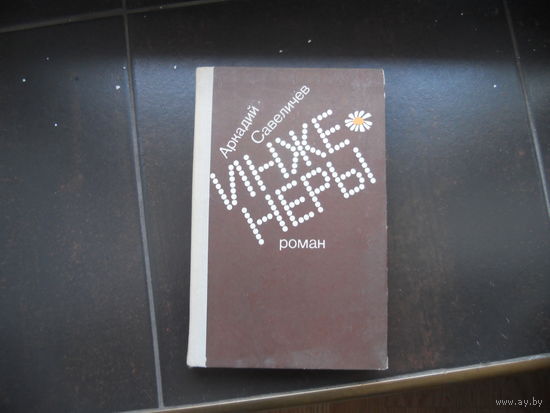 Аркадий
Савеличев
ИНЖЕ
НЕРЫ
роман
www.ay.by